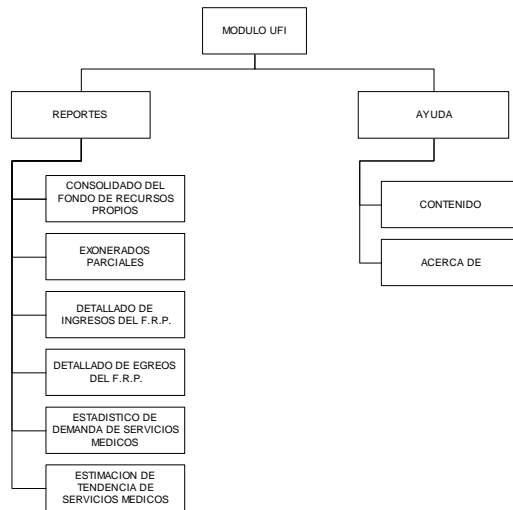 MODULO UFI
REPORTES
AYUDA
CONSOLIDADO DEL
FONDO DE RECURSOS
PROPIOS
EXONERADOS
PARCIALES
DETALLADO DE
INGRESOS DEL F.R.P.
DETALLADO DE EGREOS
DEL F.R.P.
ESTADISTICO DE
DEMANDA DE SERVICIOS
MEDICOS
ESTIMACION DE
TENDENCIA DE
SERVICIOS MEDICOS
CONTENIDO
ACERCA DE